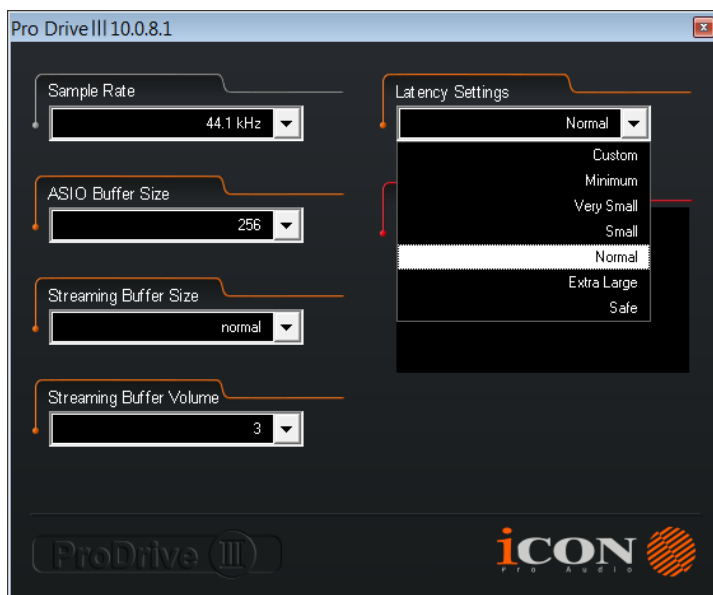 Pro Drive III 10.0.8.1
Sample Rate
44.1 kHz
ASIO Buffer Size
256
Streaming Buffer Size
normal
Streaming Buffer Volume
3
Latency Settings
Normal
Custom
Minimum
Very Small
Small
Normal
Extra Large
Safe
ProDrive III
iCON
Pro Audio